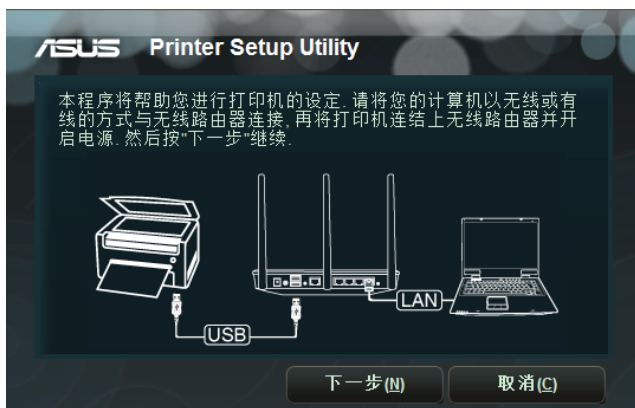 ASUS Printer Setup Utility
本程序将帮助您进行打印机的设定. 请将您的计算机以无线或有
线的方式与无线路由器连接, 再将打印机连结上无线路由器并开
启电源. 然后按"下一步"继续.
LAN
USB
下一步(N) 取消(C)